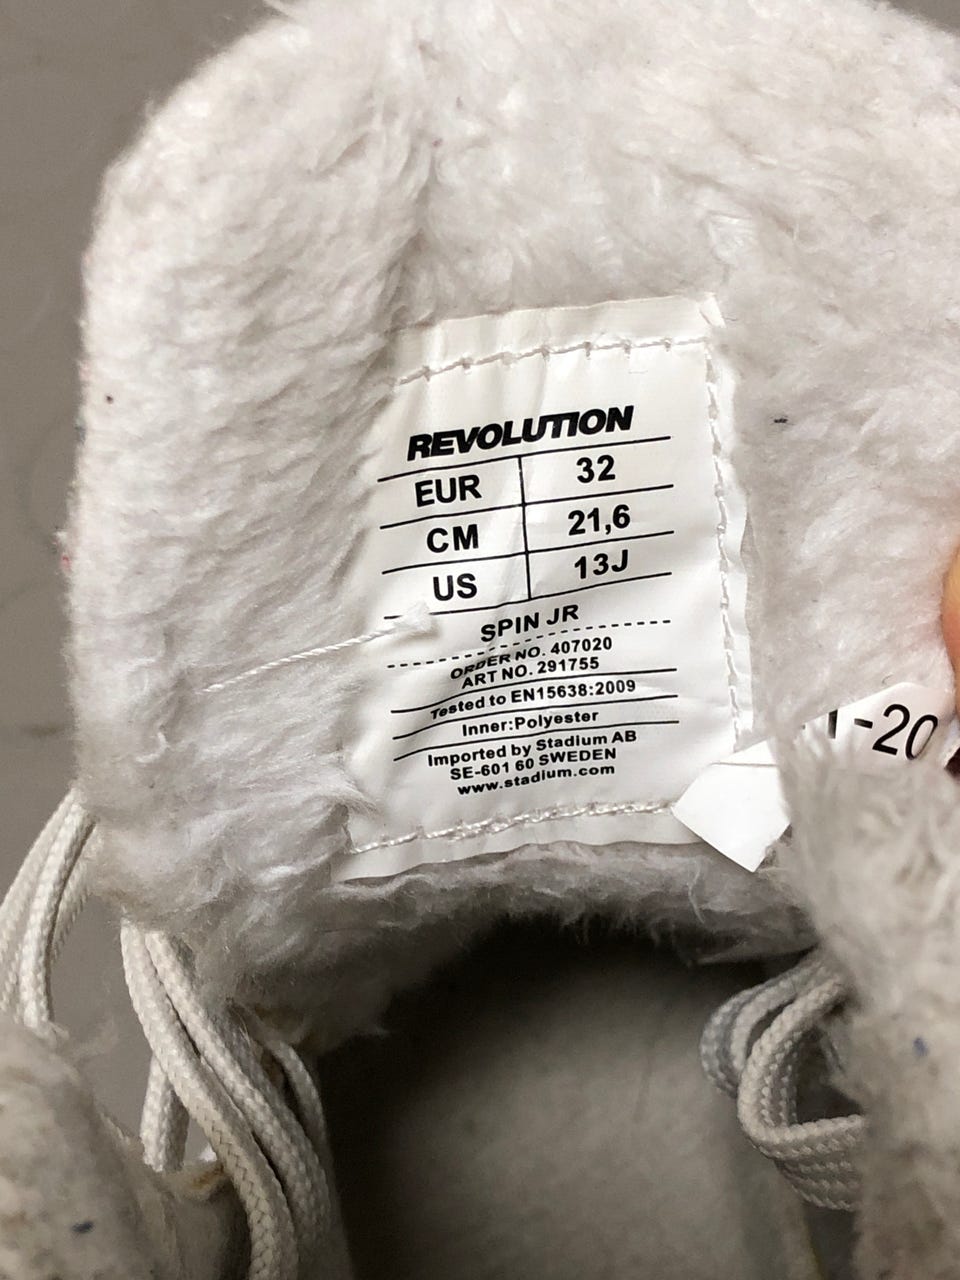 REVOLUTION
EUR 32
CM 21,6
US 13J
SPIN JR
ORDER NO. 407020
ART NO. 291755
Tested to EN15638:2009
Inner:Polyester
Imported by Stadium AB
SE-601 60 SWEDEN
www.stadium.com
-20